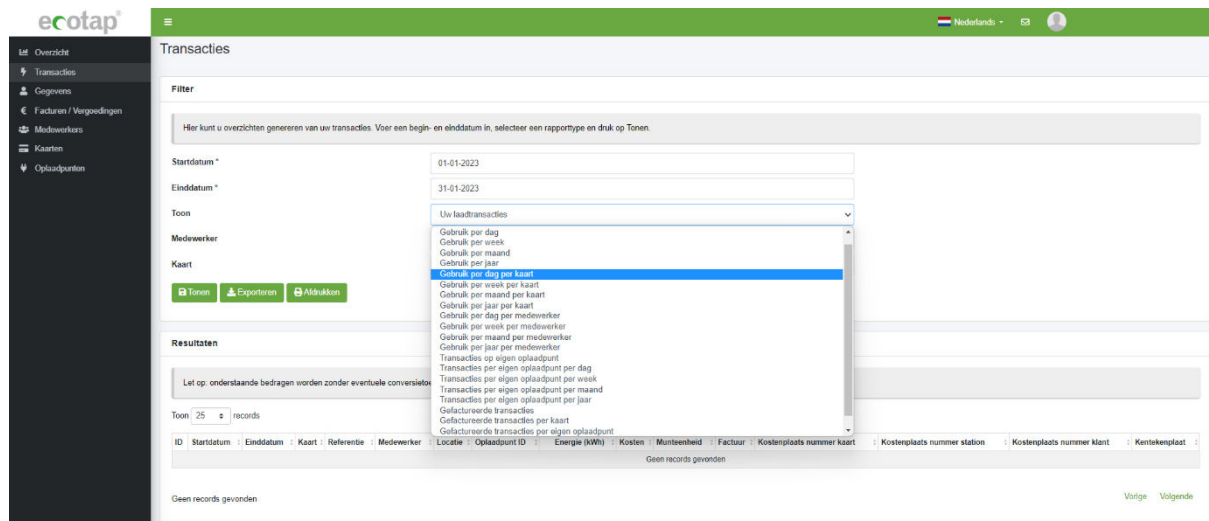 ecotap®
Nederlands
Overzicht
Transacties
Gegevens
€ Facturen / Vergoedingen
Medewerkers
Kaarten
Oplaadpunten
Transacties
Filter
Hier kunt u overzichten genereren van uw transacties. Voer een begin- en einddatum in, selecteer een rapporttype en druk op Tonen.
Startdatum *
01-01-2023
Einddatum *
31-01-2023
Toon
Uw laadtransacties
Medewerker
Kaart
Gebruik per dag
Gebruik per week
Gebruik per maand
Gebruik per jaar
Gebruik per dag per kaart
Gebruik per week per kaart
Gebruik per maand per kaart
Gebruik per jaar per kaart
Gebruik per dag per medewerker
Gebruik per week per medewerker
Gebruik per maand per medewerker
Gebruik per jaar per medewerker
Transacties op eigen oplaadpunt
Transacties per eigen oplaadpunt per dag
Transacties per eigen oplaadpunt per week
Transacties per eigen oplaadpunt per maand
Transacties per eigen oplaadpunt per jaar
Gefactureerde transacties
Gefactureerde transacties per kaart
Gefactureerde transacties per eigen oplaadpunt
Tonen Exporteren Afdrukken
Resultaten
Let op: onderstaande bedragen worden zonder eventuele
Toon 25 records
ID Startdatum Einddatum Kaart Referentie Medewerker Locatie Oplaadpunt ID Energie (kWh) Kosten Munteenheid Factuur Kostenplaats nummer kaart Kostenplaats nummer station Kostenplaats nummer klant Kentekenplaat
Geen records gevonden
Geen records gevonden
Vorige Volgende